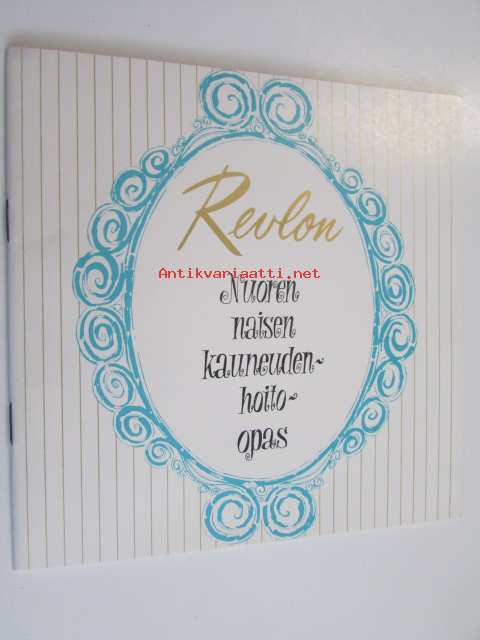 Revlon
Antikvariaatti.net
Nuoren
naisen
kauneuden-
hoito-
opas